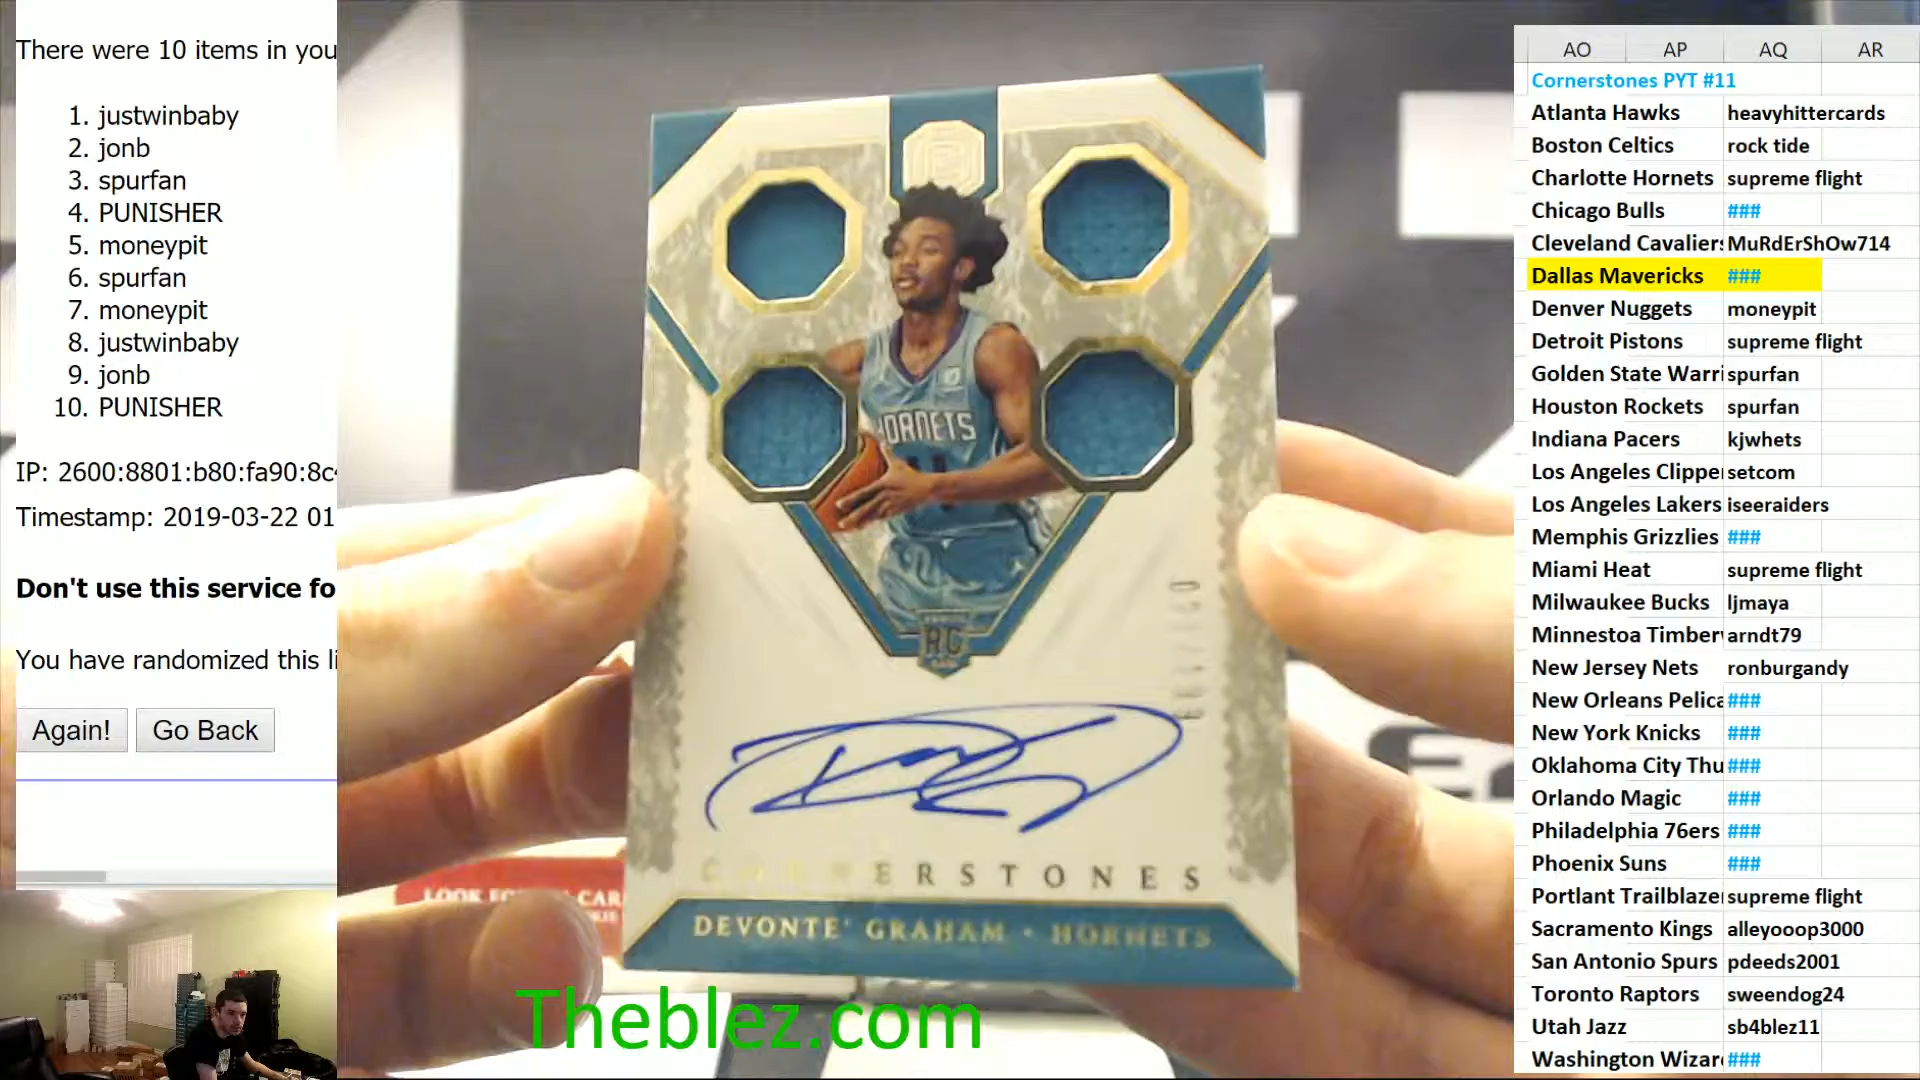 There were 10 items in you
1. justwinbaby
2. jonb
3. spurfan
4. PUNISHER
5. moneypit
6. spurfan
7. moneypit
8. justwinbaby
9. jonb
10. PUNISHER
IP: 2600:8801:b80:fa90:8c
Timestamp: 2019-03-22 01
Don't use this service fo
You have randomized this li
Again! Go Back
HORNETS
RC
CORNERSTONES
DEVONTE' GRAHAM · HORNETS
Theblez.com
AO AP AQ AR
Cornerstones PYT #11
Atlanta Hawks heavyhittercards
Boston Celtics rock tide
Charlotte Hornets supreme flight
Chicago Bulls ###
Cleveland Cavaliers MuRdErShOw714
Dallas Mavericks ###
Denver Nuggets moneypit
Detroit Pistons supreme flight
Golden State Warri spurfan
Houston Rockets spurfan
Indiana Pacers kjwhets
Los Angeles Clipper setcom
Los Angeles Lakers iseeraiders
Memphis Grizzlies ###
Miami Heat supreme flight
Milwaukee Bucks ljmaya
Minnestoa Timberw arndt79
New Jersey Nets ronburgandy
New Orleans Pelica ###
New York Knicks ###
Oklahoma City Thu ###
Orlando Magic ###
Philadelphia 76ers ###
Phoenix Suns ###
Portlant Trailblazer supreme flight
Sacramento Kings alleyooop3000
San Antonio Spurs pdeeds2001
Toronto Raptors sweendog24
Utah Jazz sb4blez11
Washington Wizar ###